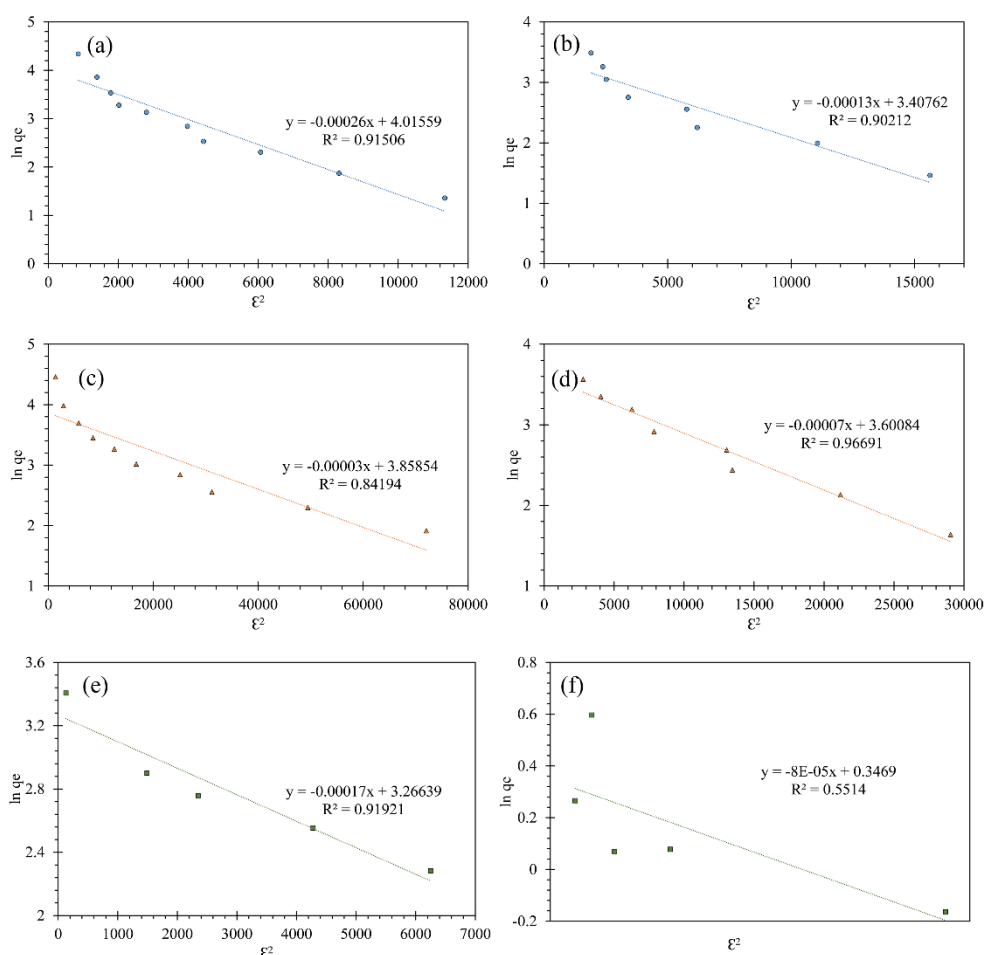 (a)
5
4
3
2
1
0
ln qe
y = -0.00026x + 4.01559
R² = 0.91506
0 2000 4000 6000 8000 10000 12000
Ɛ²
(b)
4
3
2
1
0
ln qe
y = -0.00013x + 3.40762
R² = 0.90212
0 5000 10000 15000
Ɛ²
(c)
5
4
3
2
1
ln qe
y = -0.00003x + 3.85854
R² = 0.84194
0 20000 40000 60000 80000
Ɛ²
(d)
4
3
2
1
ln qe
y = -0.00007x + 3.60084
R² = 0.96691
0 5000 10000 15000 20000 25000 30000
Ɛ²
(e)
3.6
3.2
2.8
2.4
2
ln qe
y = -0.00017x + 3.26639
R² = 0.91921
0 1000 2000 3000 4000 5000 6000 7000
Ɛ²
(f)
0.8
0.6
0.4
0.2
0
-0.2
ln qe
y = -8E-05x + 0.3469
R² = 0.5514
Ɛ²